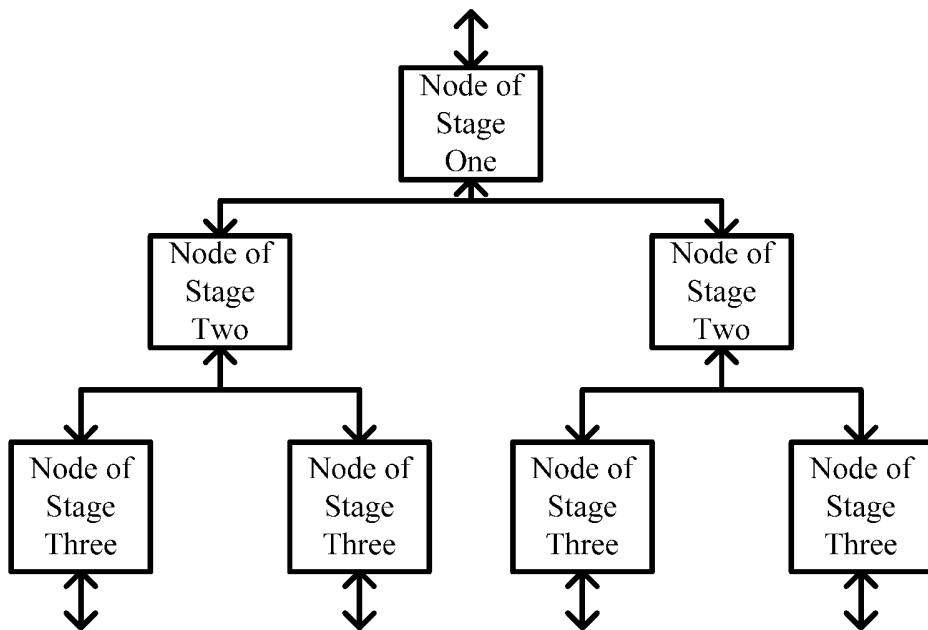 Node of
Stage
One
Node of
Stage
Two
Node of
Stage
Two
Node of
Stage
Three
Node of
Stage
Three
Node of
Stage
Three
Node of
Stage
Three